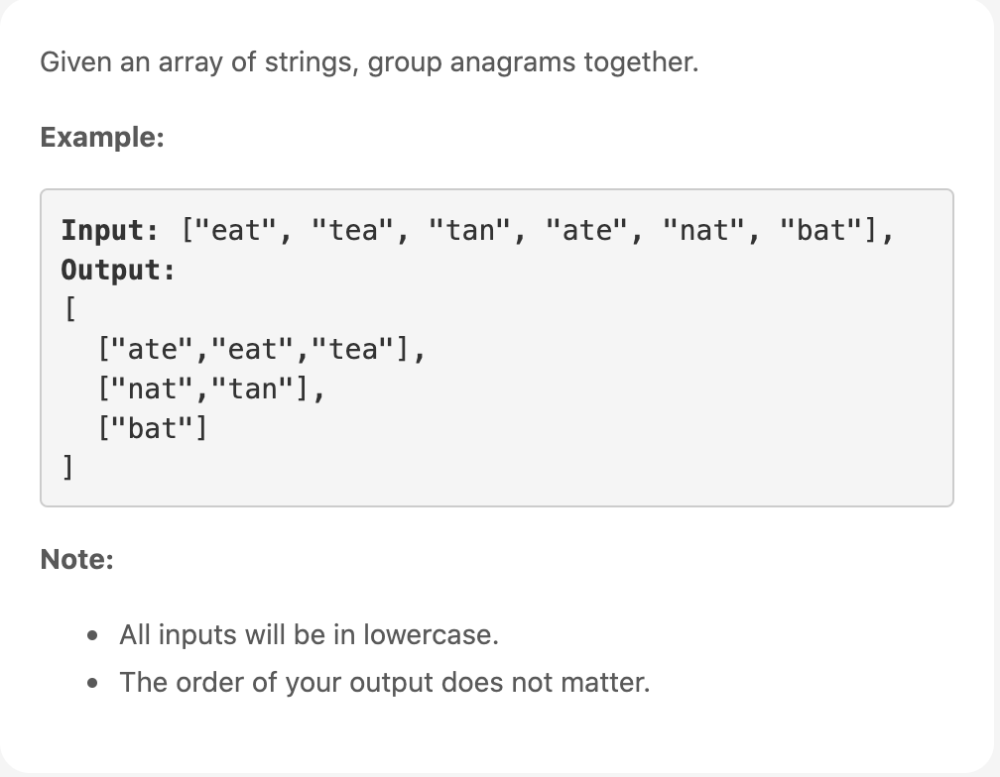 Given an array of strings, group anagrams together.
Example:
Input: ["eat", "tea", "tan", "ate", "nat", "bat"],
Output:
[
  ["ate","eat","tea"],
  ["nat","tan"],
  ["bat"]
]
Note:
• All inputs will be in lowercase.
• The order of your output does not matter.